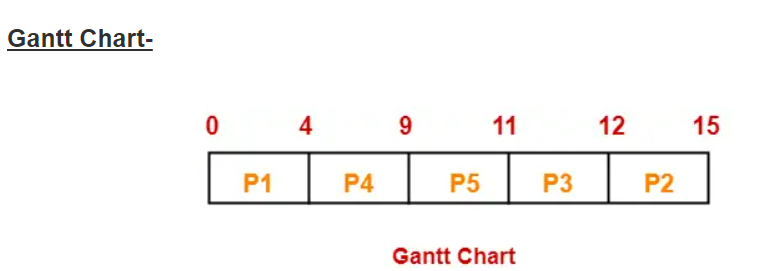 Gantt Chart-
0 4 9 11 12 15
P1 P4 P5 P3 P2
Gantt Chart